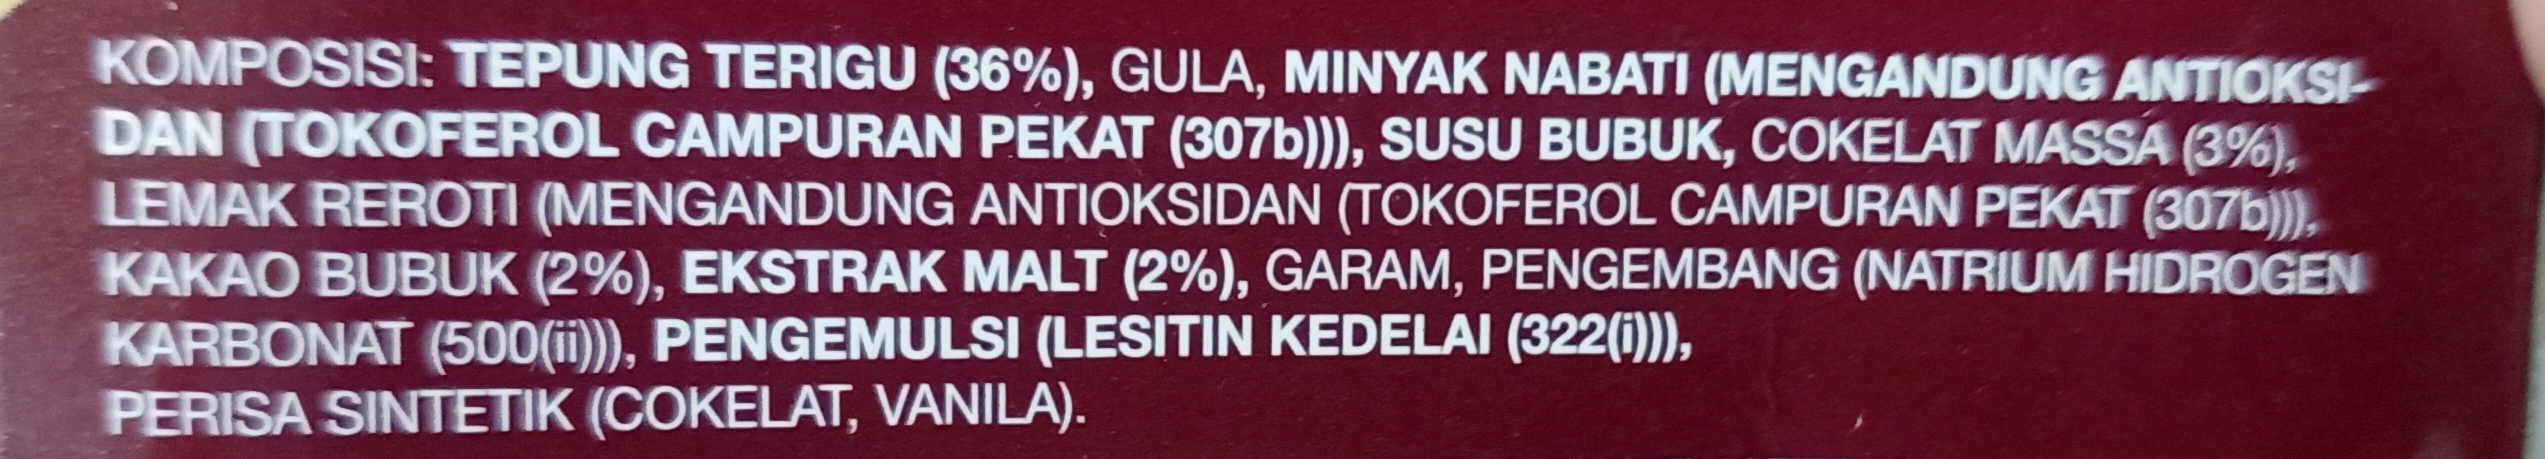 KOMPOSISI: TEPUNG TERIGU (36%), GULA, MINYAK NABATI (MENGANDUNG ANTIOKSI-
DAN (TOKOFEROL CAMPURAN PEKAT (307b))), SUSU BUBUK, COKELAT MASSA (3%),
LEMAK REROTI (MENGANDUNG ANTIOKSIDAN (TOKOFEROL CAMPURAN PEKAT (307b))),
KAKAO BUBUK (2%), EKSTRAK MALT (2%), GARAM, PENGEMBANG (NATRIUM HIDROGEN
KARBONAT (500(ii))), PENGEMULSI (LESITIN KEDELAI (322(i))),
PERISA SINTETIK (COKELAT, VANILA).